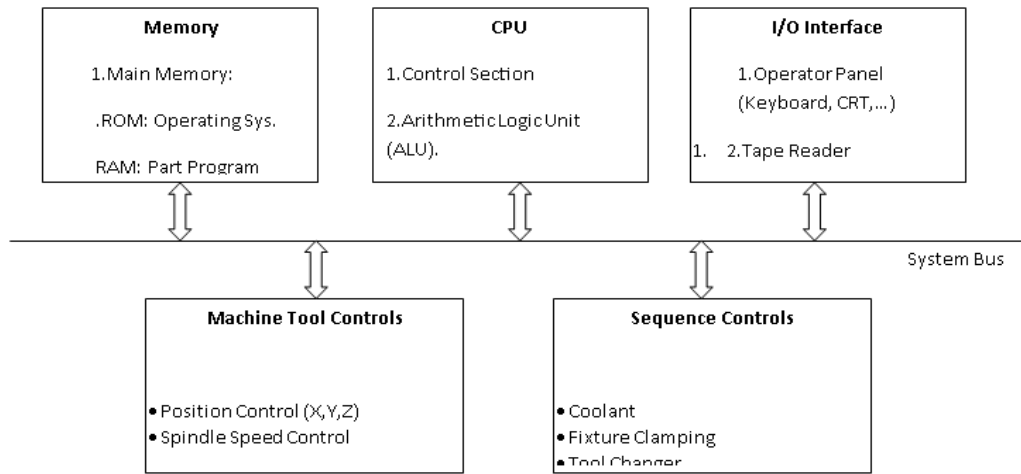 Memory
1.Main Memory:
.ROM: Operating Sys.
RAM: Part Program
CPU
1.Control Section
2.Arithmetic Logic Unit
(ALU).
I/O Interface
1.Operator Panel
(Keyboard, CRT,...)
1. 2.Tape Reader
System Bus
Machine Tool Controls
• Position Control (X,Y,Z)
• Spindle Speed Control
Sequence Controls
• Coolant
• Fixture Clamping
• Tool Changer